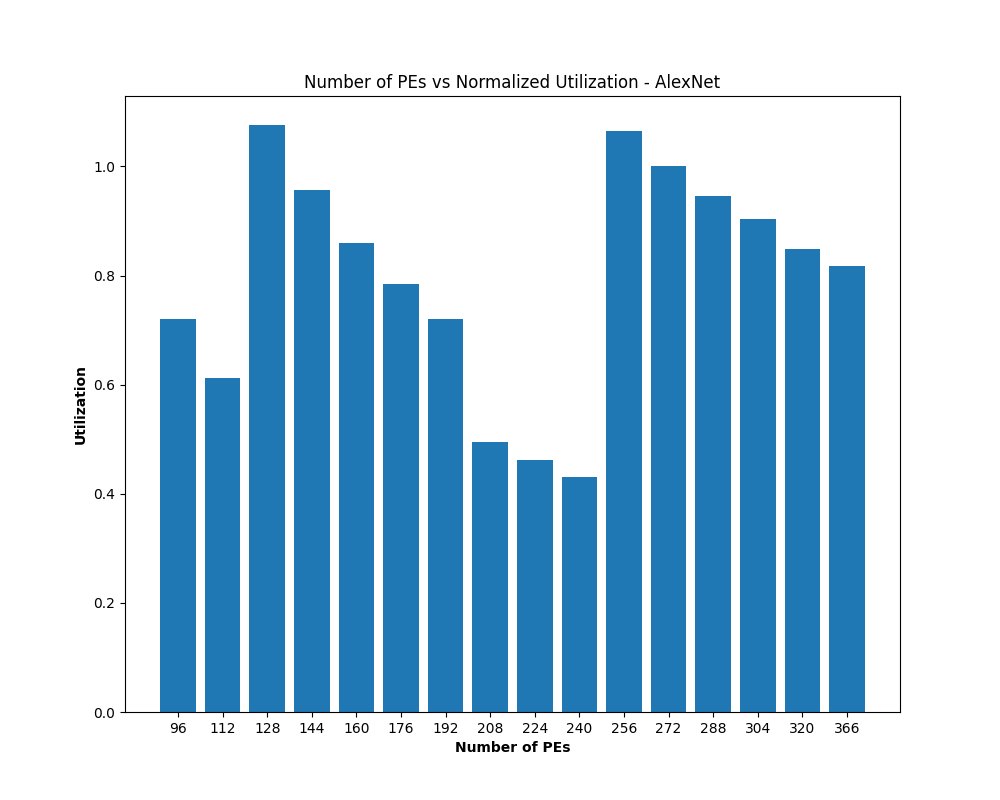 Number of PEs vs Normalized Utilization - AlexNet
1.0
0.8
0.6
0.4
0.2
0.0
Utilization
96 112 128 144 160 176 192 208 224 240 256 272 288 304 320 366
Number of PEs